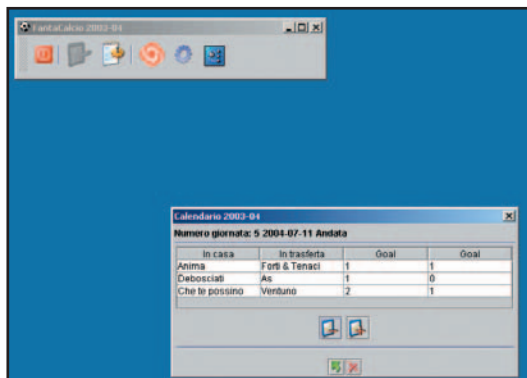 FantaCalcio 2003-04
Calendario 2003-04
Numero giornata: 5 2004-07-11 Andata
In casa In trasferta Goal Goal
Anima Forti & Tenaci 1 1
Debosciati As 1 0
Che te possino Ventuno 2 1